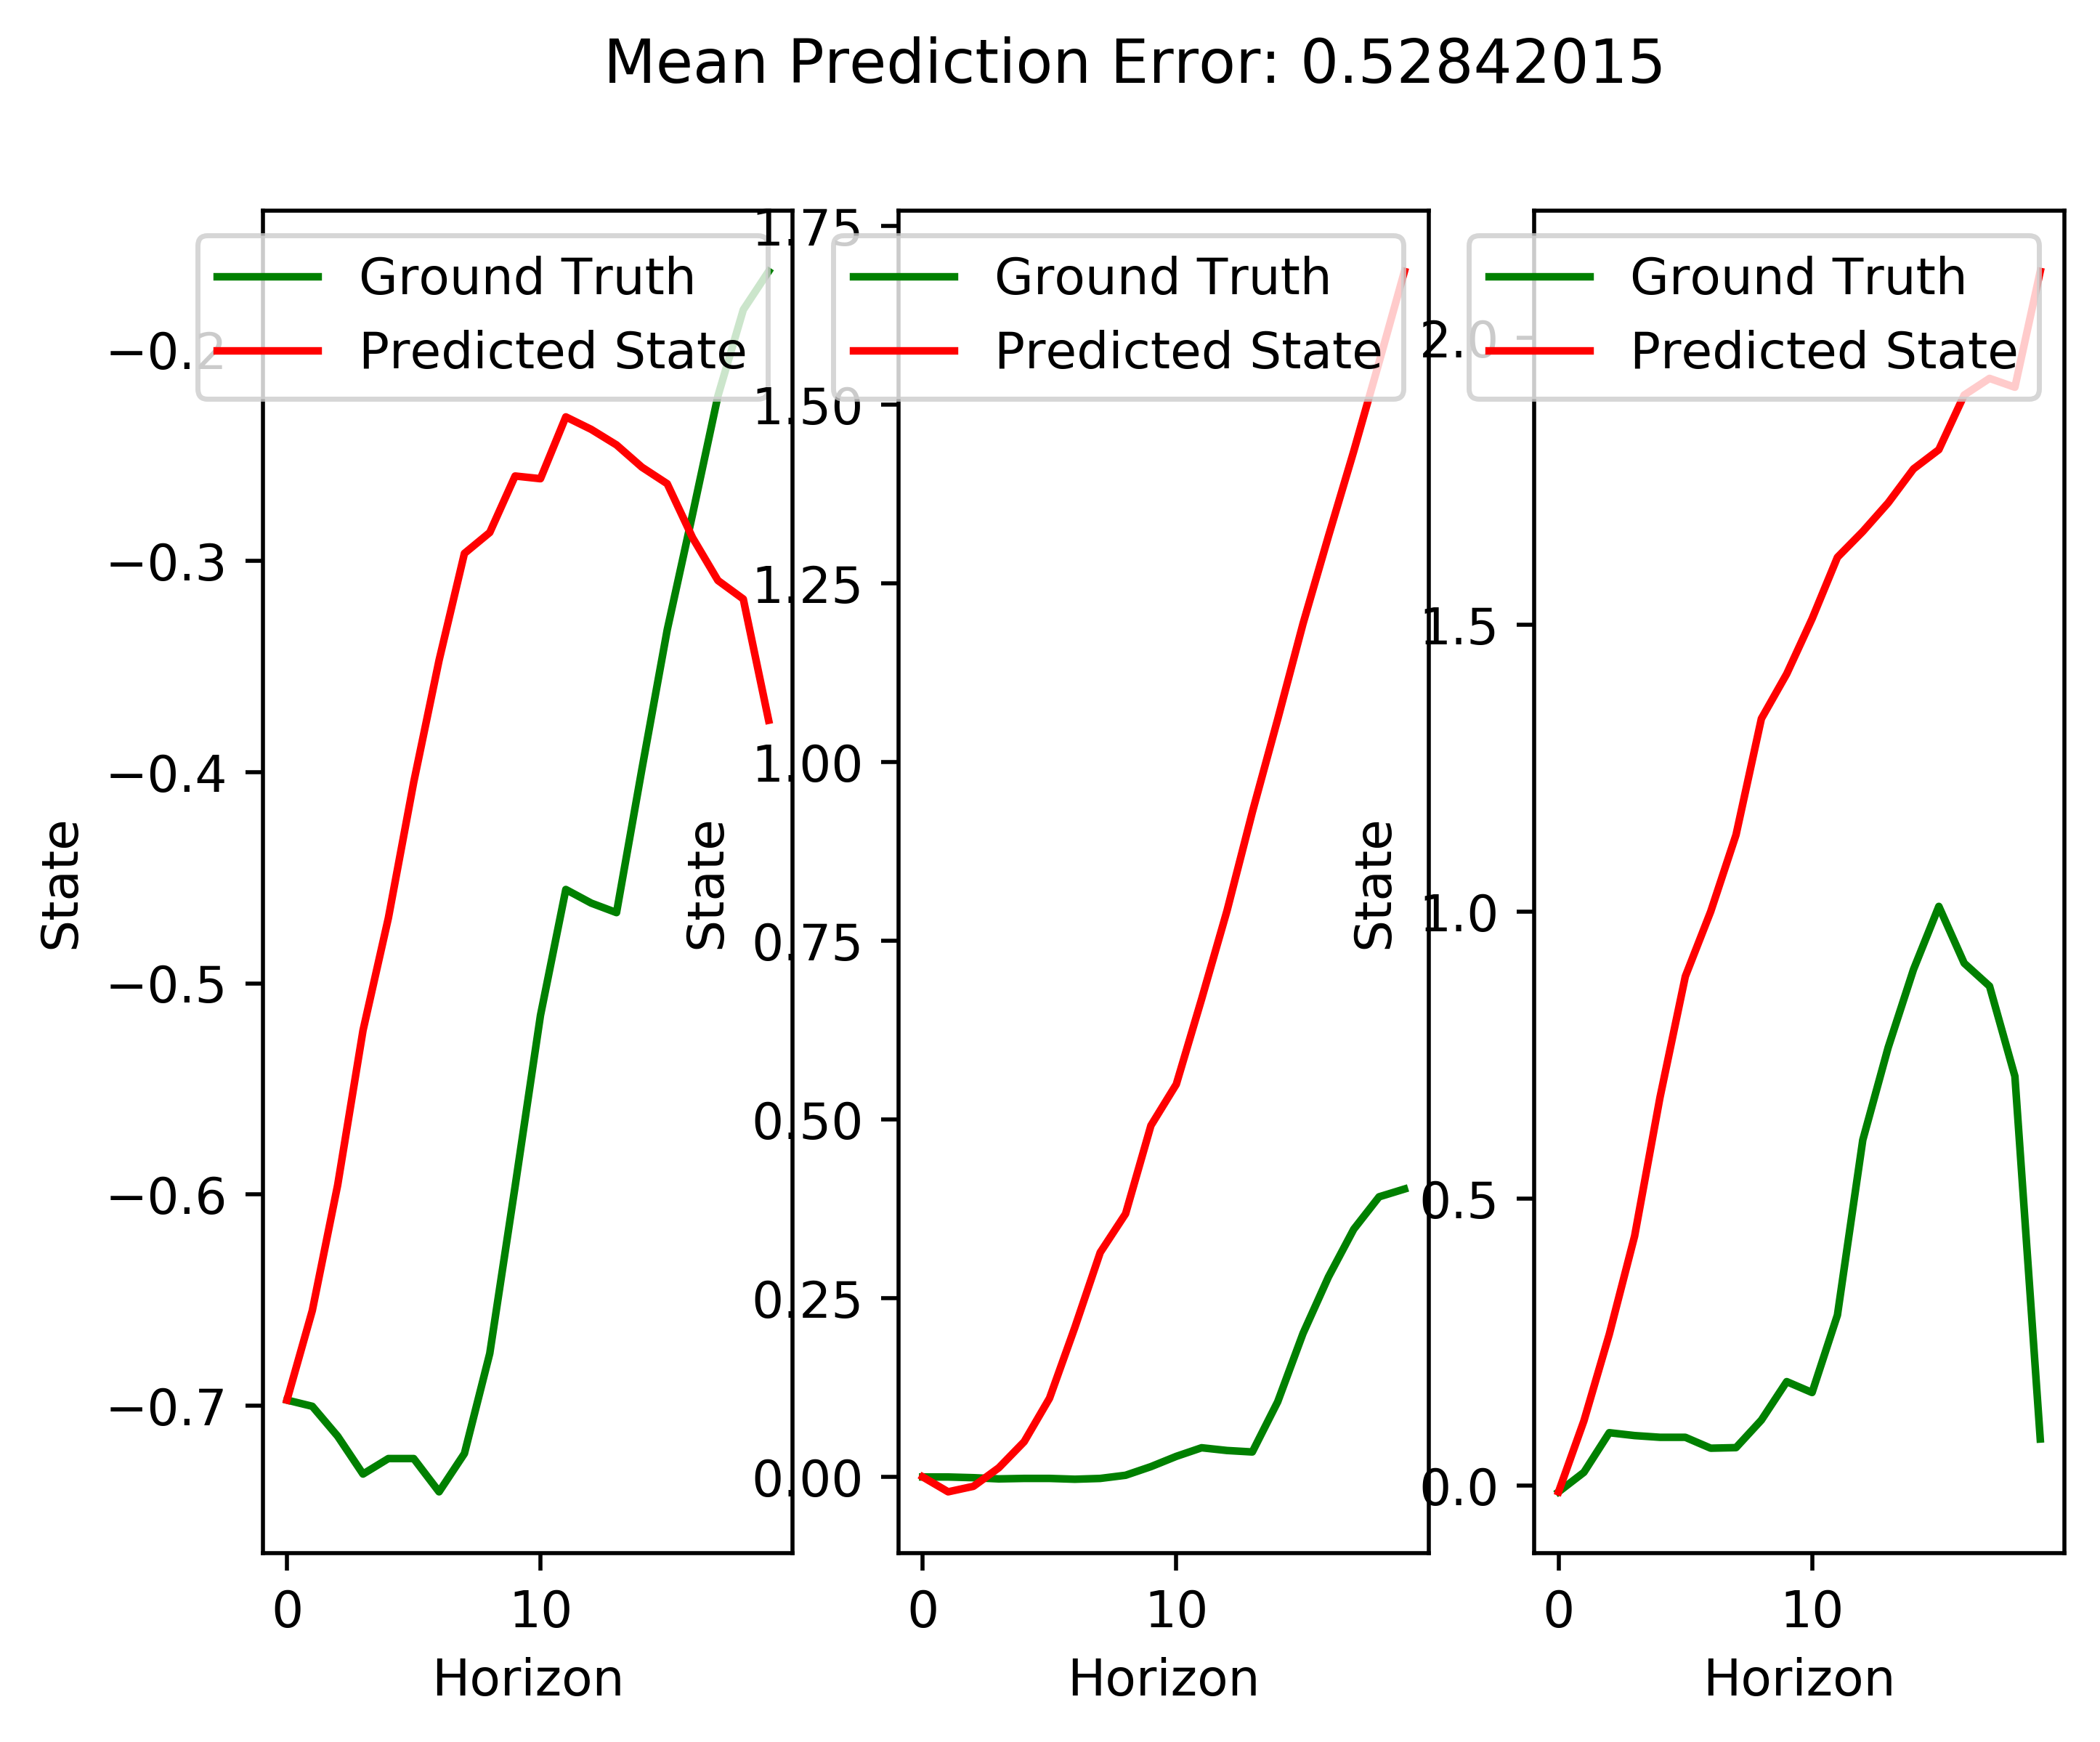 Mean Prediction Error: 0.52842015
Ground Truth
Predicted State
−0.2
−0.3
−0.4
−0.5
−0.6
−0.7
State
0
10
Horizon
Ground Truth
Predicted State
1.75
1.50
1.25
1.00
0.75
0.50
0.25
0.00
State
0
10
Horizon
Ground Truth
Predicted State
2.0
1.5
1.0
0.5
0.0
State
0
10
Horizon